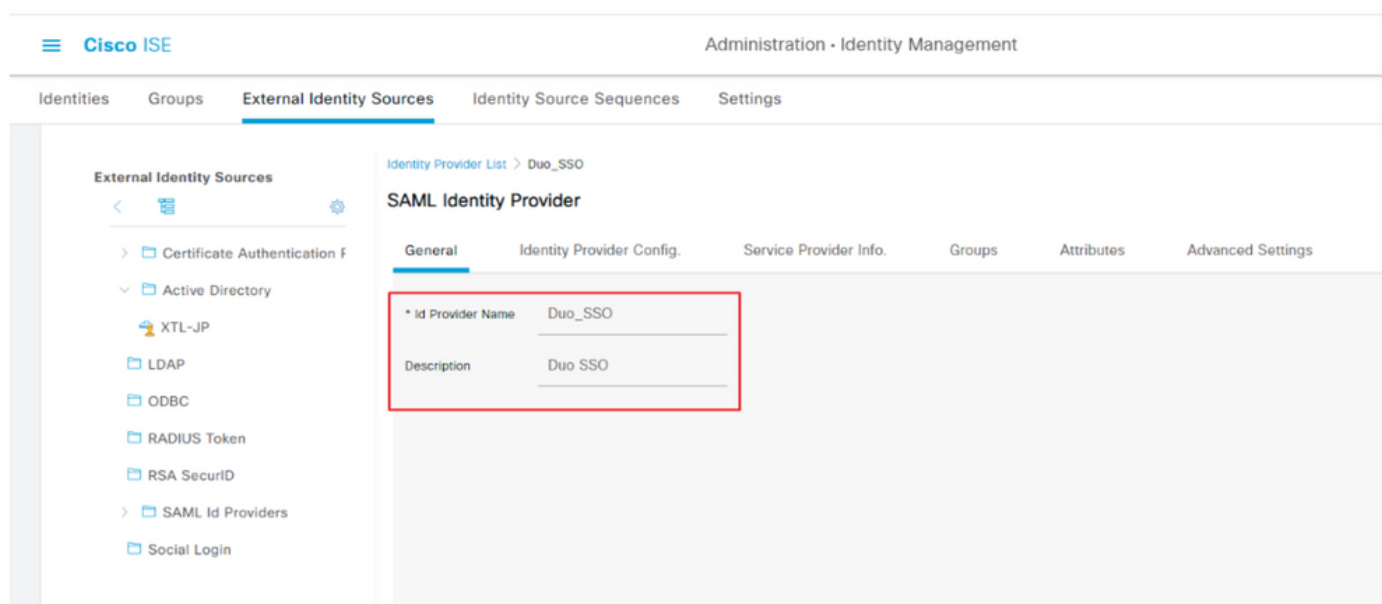 Cisco ISE
Administration · Identity Management
Identities Groups External Identity Sources Identity Source Sequences Settings
External Identity Sources
Certificate Authentication F
Active Directory
XTL-JP
LDAP
ODBC
RADIUS Token
RSA SecurID
SAML Id Providers
Social Login
Identity Provider List > Duo_SSO
SAML Identity Provider
General Identity Provider Config. Service Provider Info. Groups Attributes Advanced Settings
* Id Provider Name Duo_SSO
Description Duo SSO